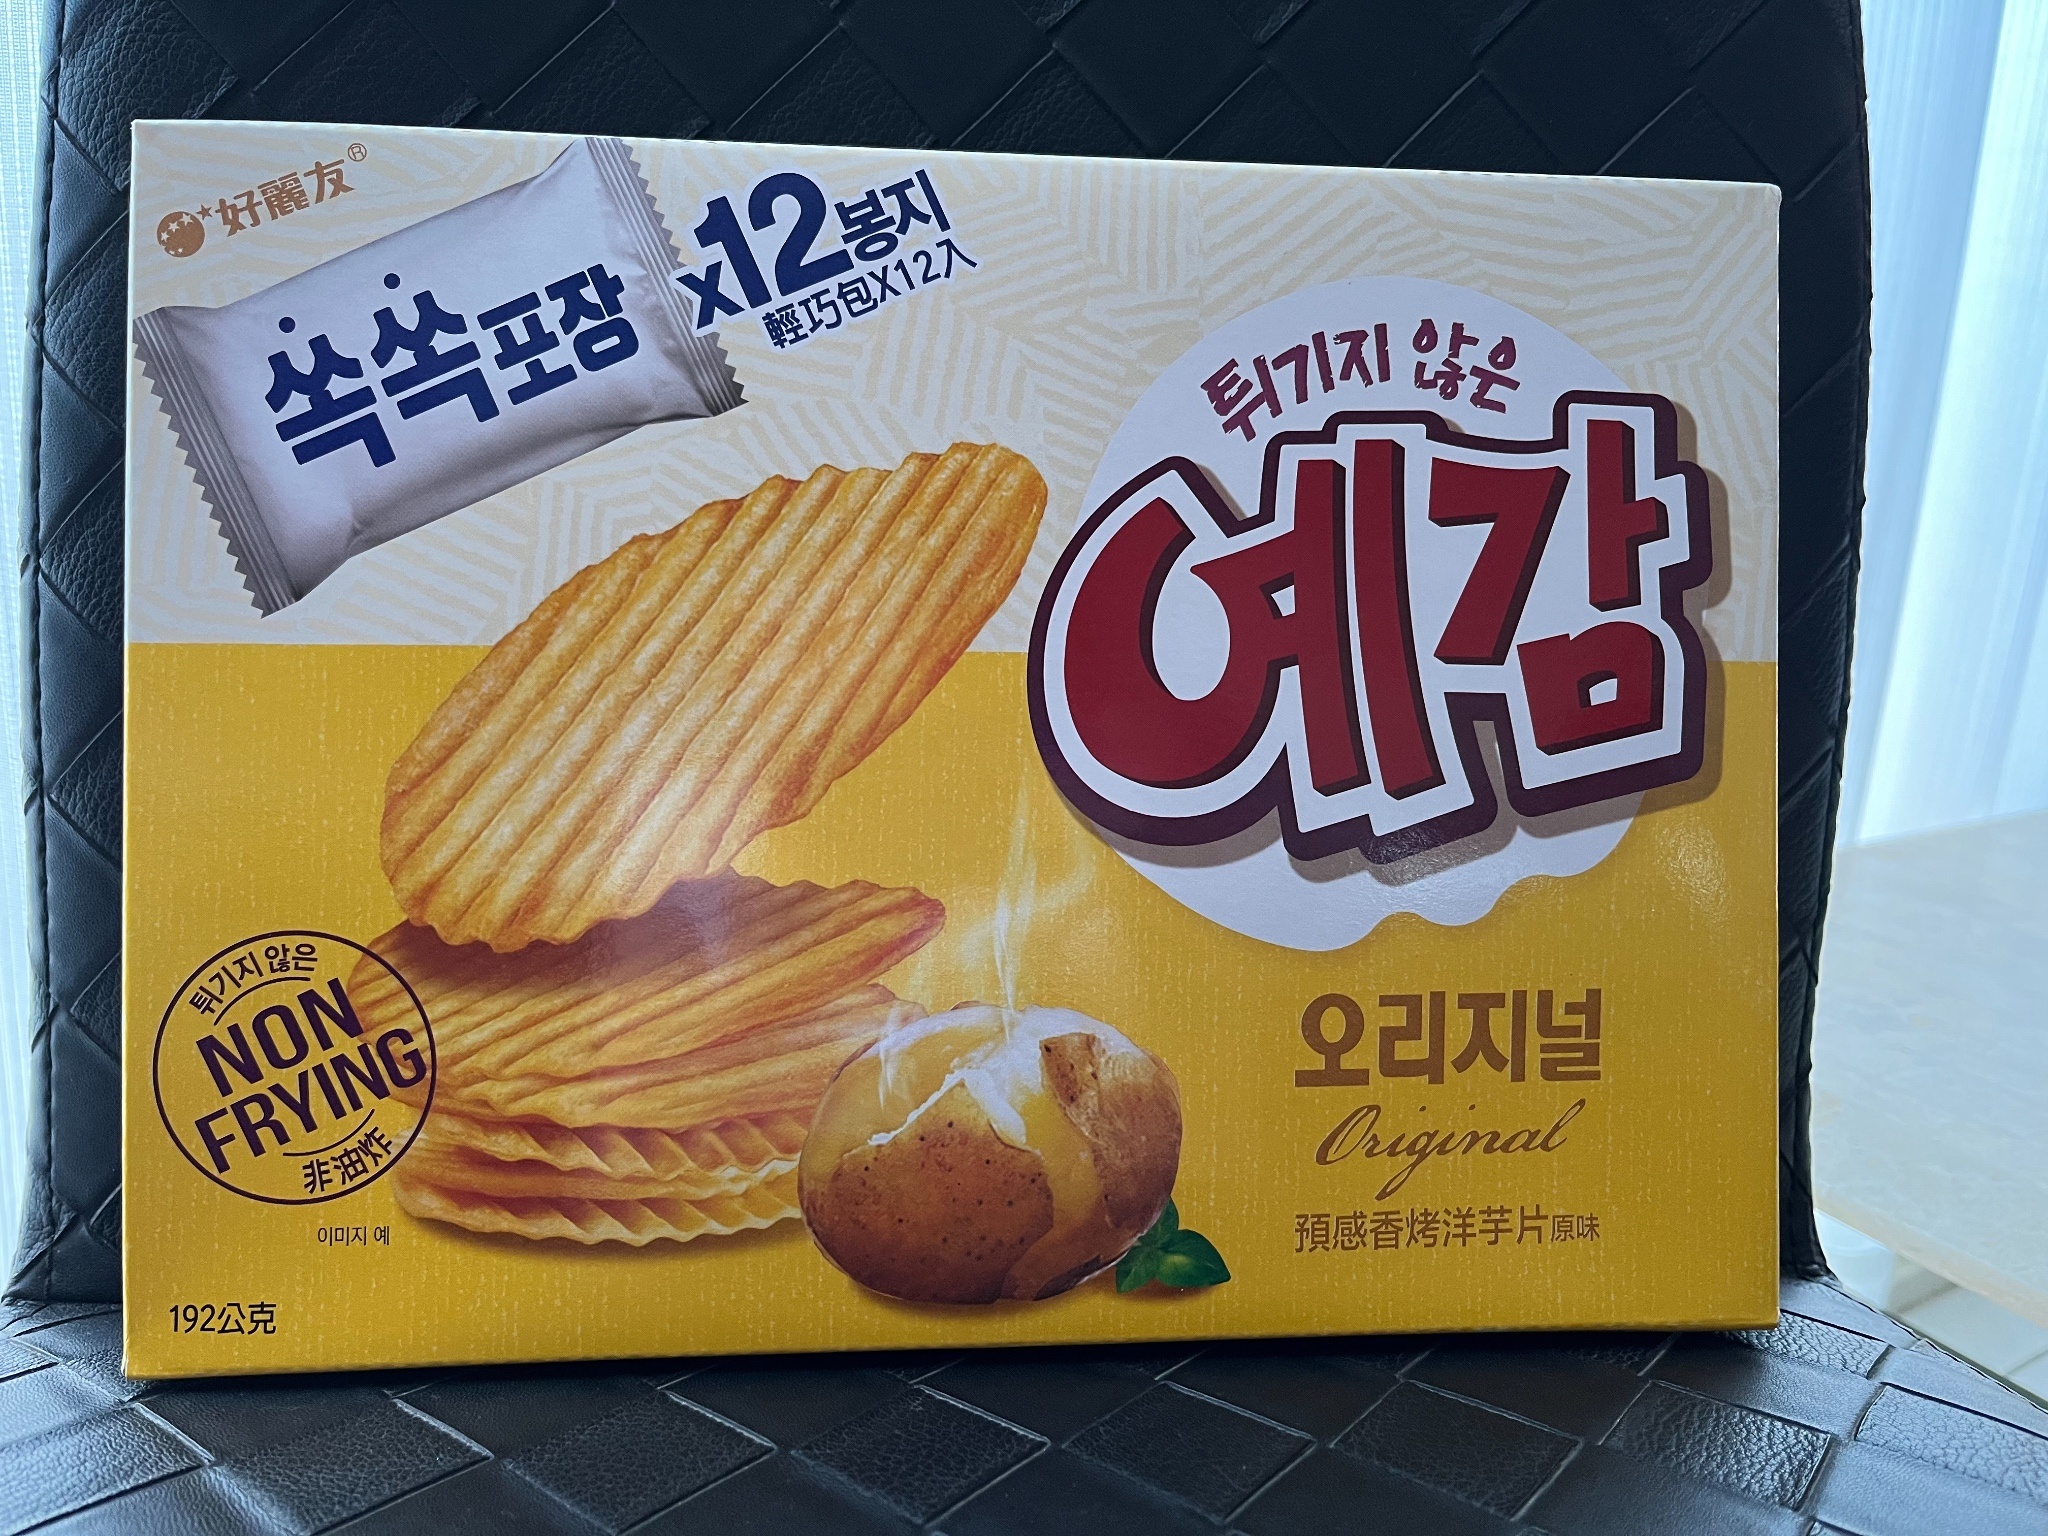 好麗友®
쏙쏙포장
x12봉지
輕巧包X12入
튀기지 않은
예감
오리지널
Original
預感香烤洋芋片原味
튀기지 않은
NON
FRYING
非油炸
이미지 예
192公克